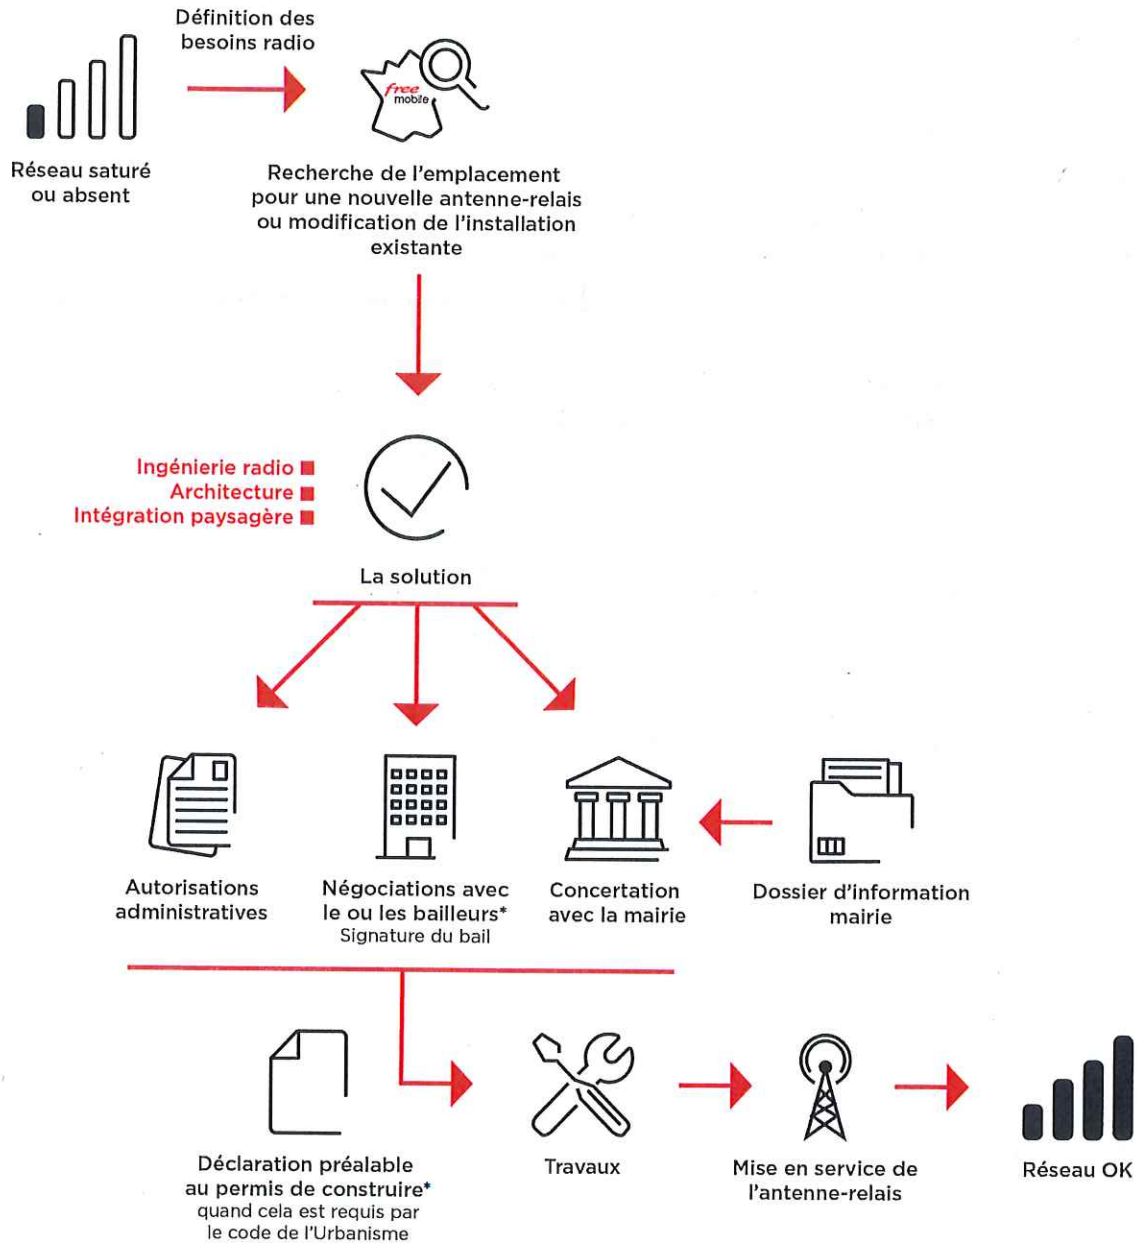 Définition des
besoins radio
free
mobile
Réseau saturé
ou absent
Recherche de l'emplacement
pour une nouvelle antenne-relais
ou modification de l'installation
existante
Ingénierie radio
Architecture
Intégration paysagère
La solution
Autorisations
administratives
Négociations avec
le ou les bailleurs*
Signature du bail
Concertation
avec la mairie
Dossier d'information
mairie
Déclaration préalable
au permis de construire*
quand cela est requis par
le code de l'Urbanisme
Travaux
Mise en service de
l'antenne-relais
Réseau OK